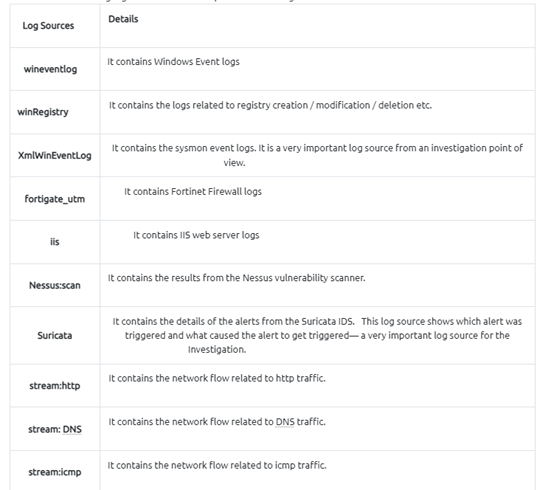 Log Sources
Details
wineventlog
It contains Windows Event logs
winRegistry
It contains the logs related to registry creation / modification / deletion etc.
XmlWinEventLog
It contains the sysmon event logs. It is a very important log source from an investigation point of
view.
fortigate_utm
It contains Fortinet Firewall logs
iis
It contains IIS web server logs
Nessus:scan
It contains the results from the Nessus vulnerability scanner.
Suricata
It contains the details of the alerts from the Suricata IDS. This log source shows which alert was
triggered and what caused the alert to get triggered— a very important log source for the
Investigation.
stream:http
It contains the network flow related to http traffic.
stream: DNS
It contains the network flow related to DNS traffic.
stream:icmp
It contains the network flow related to icmp traffic.